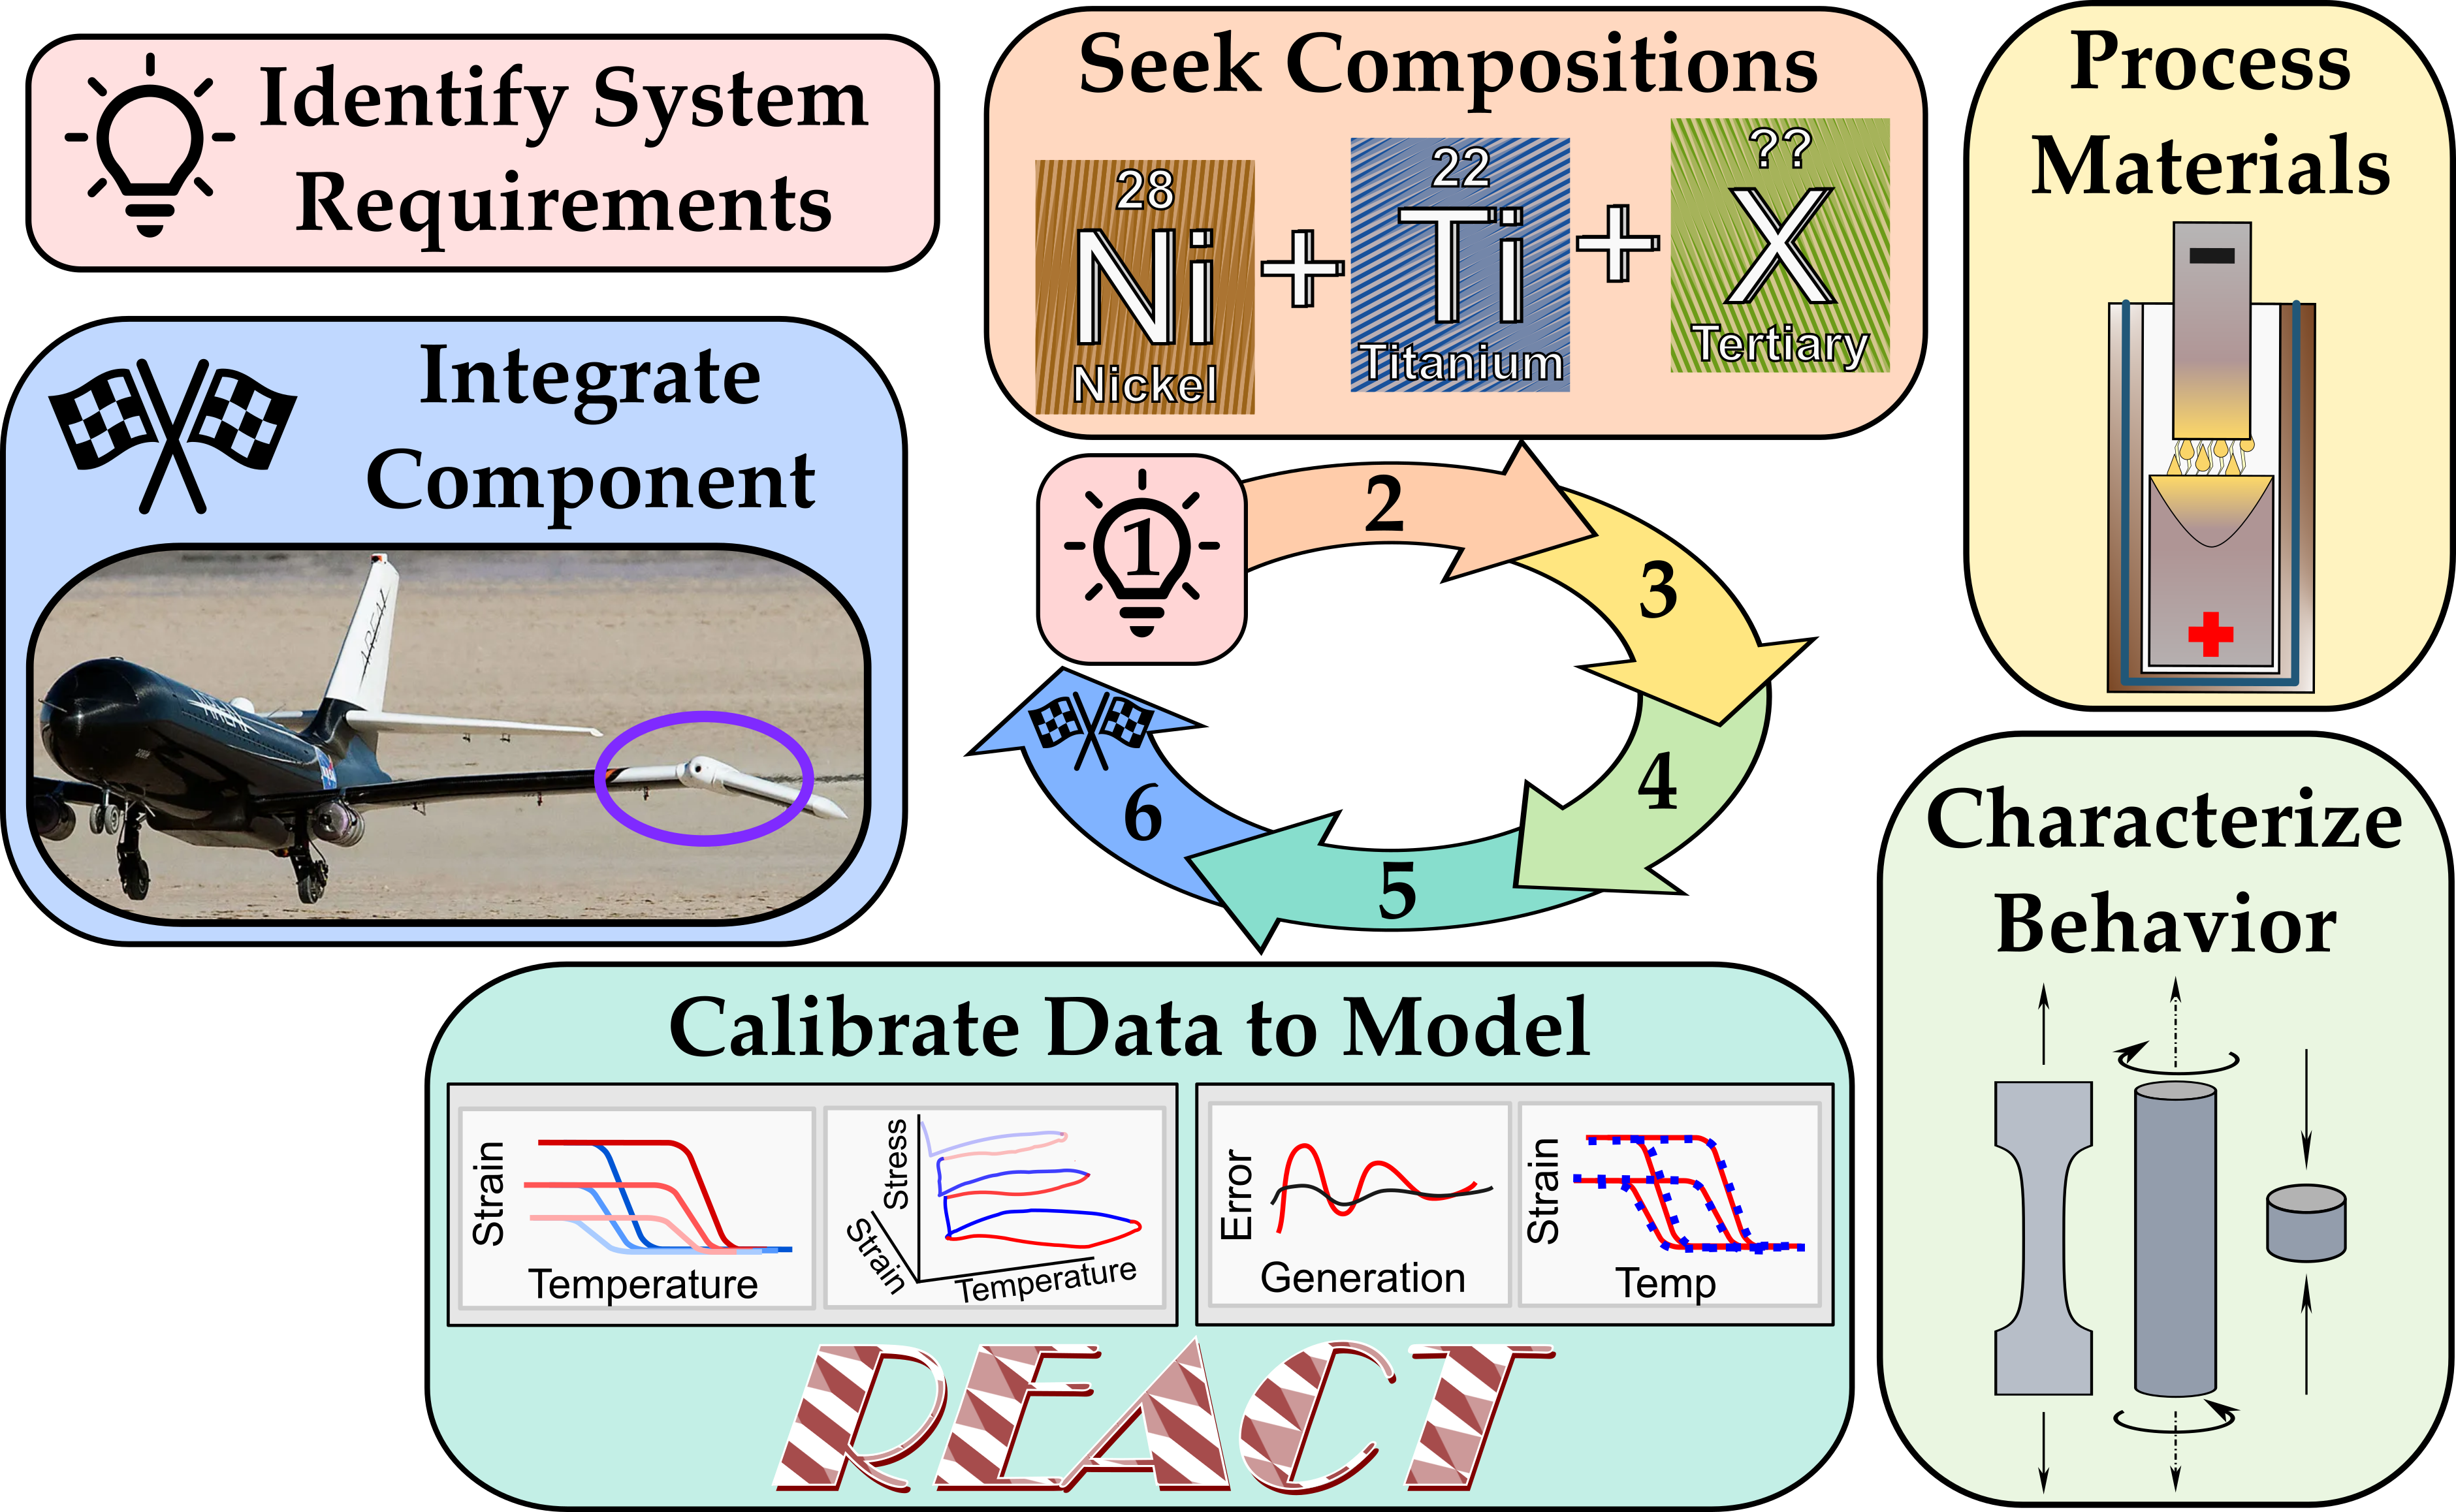 Identify System
Requirements
Seek Compositions
28
Ni
Nickel
+
22
Ti
Titanium
+
??
X
Tertiary
Process
Materials
Integrate
Component
1
2
3
4
5
6
Characterize
Behavior
Calibrate Data to Model
Strain
Temperature
Stress
Strain
Temperature
Error
Generation
Strain
Temp
REACT